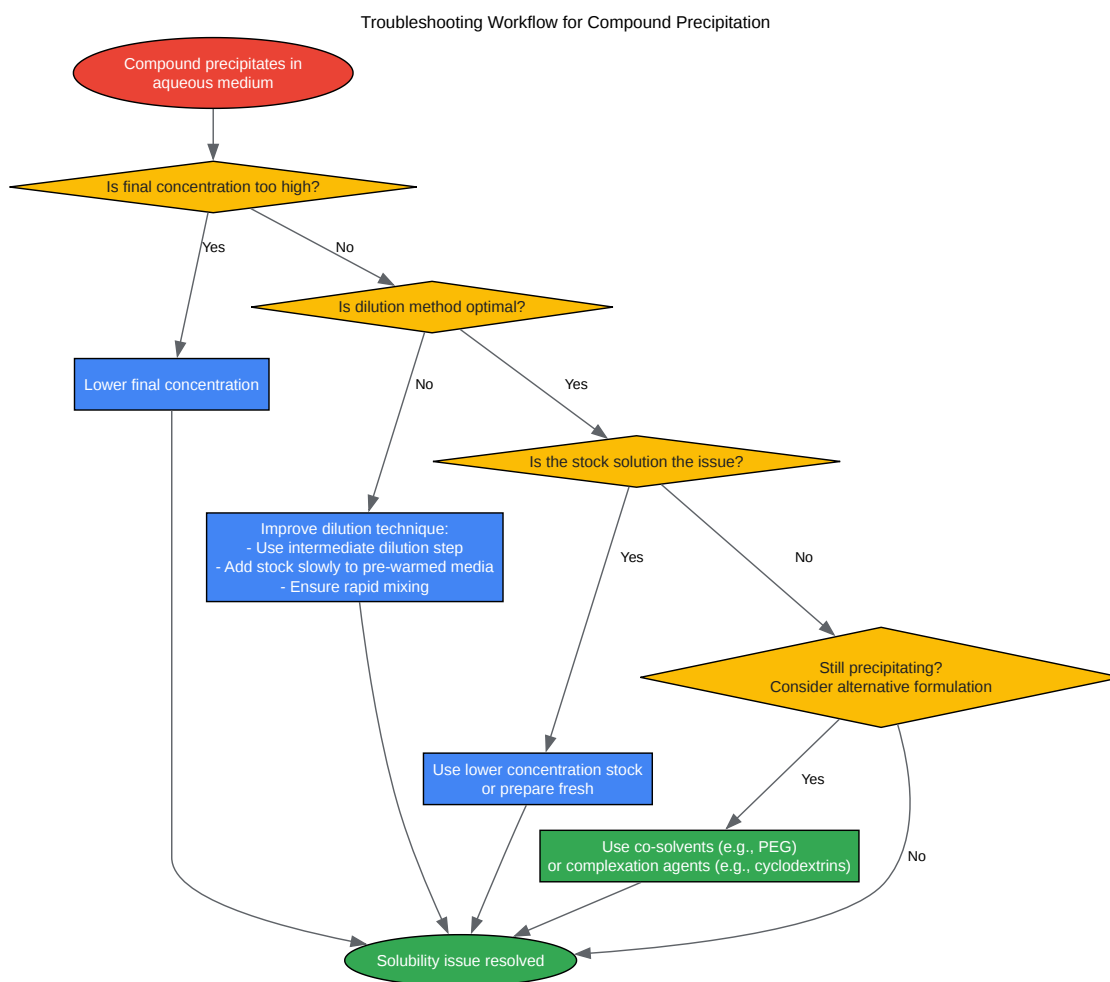 Troubleshooting Workflow for Compound Precipitation
Compound precipitates in
aqueous medium
Is final concentration too high?
Yes
No
Is dilution method optimal?
Lower final concentration
No
Yes
Is the stock solution the issue?
Improve dilution technique:
- Use intermediate dilution step
- Add stock slowly to pre-warmed media
- Ensure rapid mixing
Yes
No
Still precipitating?
Consider alternative formulation
Use lower concentration stock
or prepare fresh
Yes
Use co-solvents (e.g., PEG)
or complexation agents (e.g., cyclodextrins)
No
Solubility issue resolved